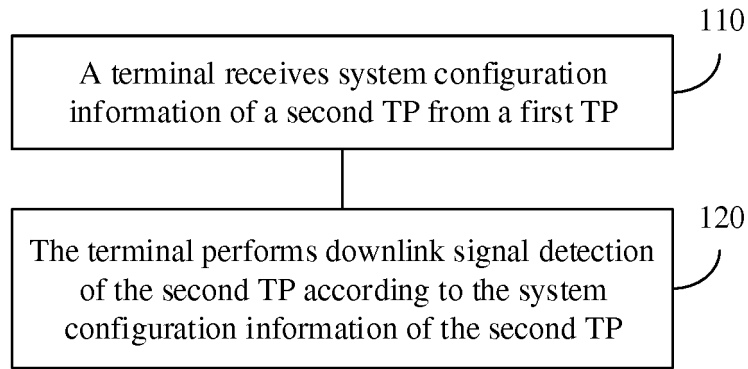 110
A terminal receives system configuration
information of a second TP from a first TP
120
The terminal performs downlink signal detection
of the second TP according to the system
configuration information of the second TP